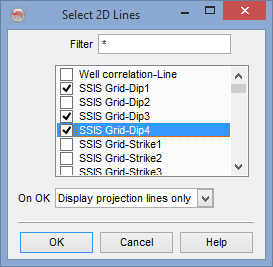 Select 2D Lines
Filter *
Well correlation-Line
SSIS Grid-Dip1
SSIS Grid-Dip2
SSIS Grid-Dip3
SSIS Grid-Dip4
SSIS Grid-Strike1
SSIS Grid-Strike2
SSIS Grid-Strike3
On OK Display projection lines only
OK Cancel Help